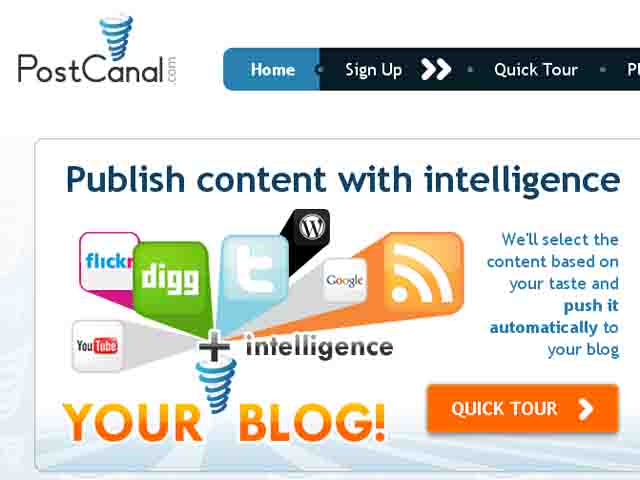 PostCanal.com
Home
Sign Up
Quick Tour
Publish content with intelligence
flickr
digg
t
W
Google
YouTube
+ intelligence
YOUR BLOG!
We'll select the
content based on
your taste and
push it
automatically to
your blog
QUICK TOUR